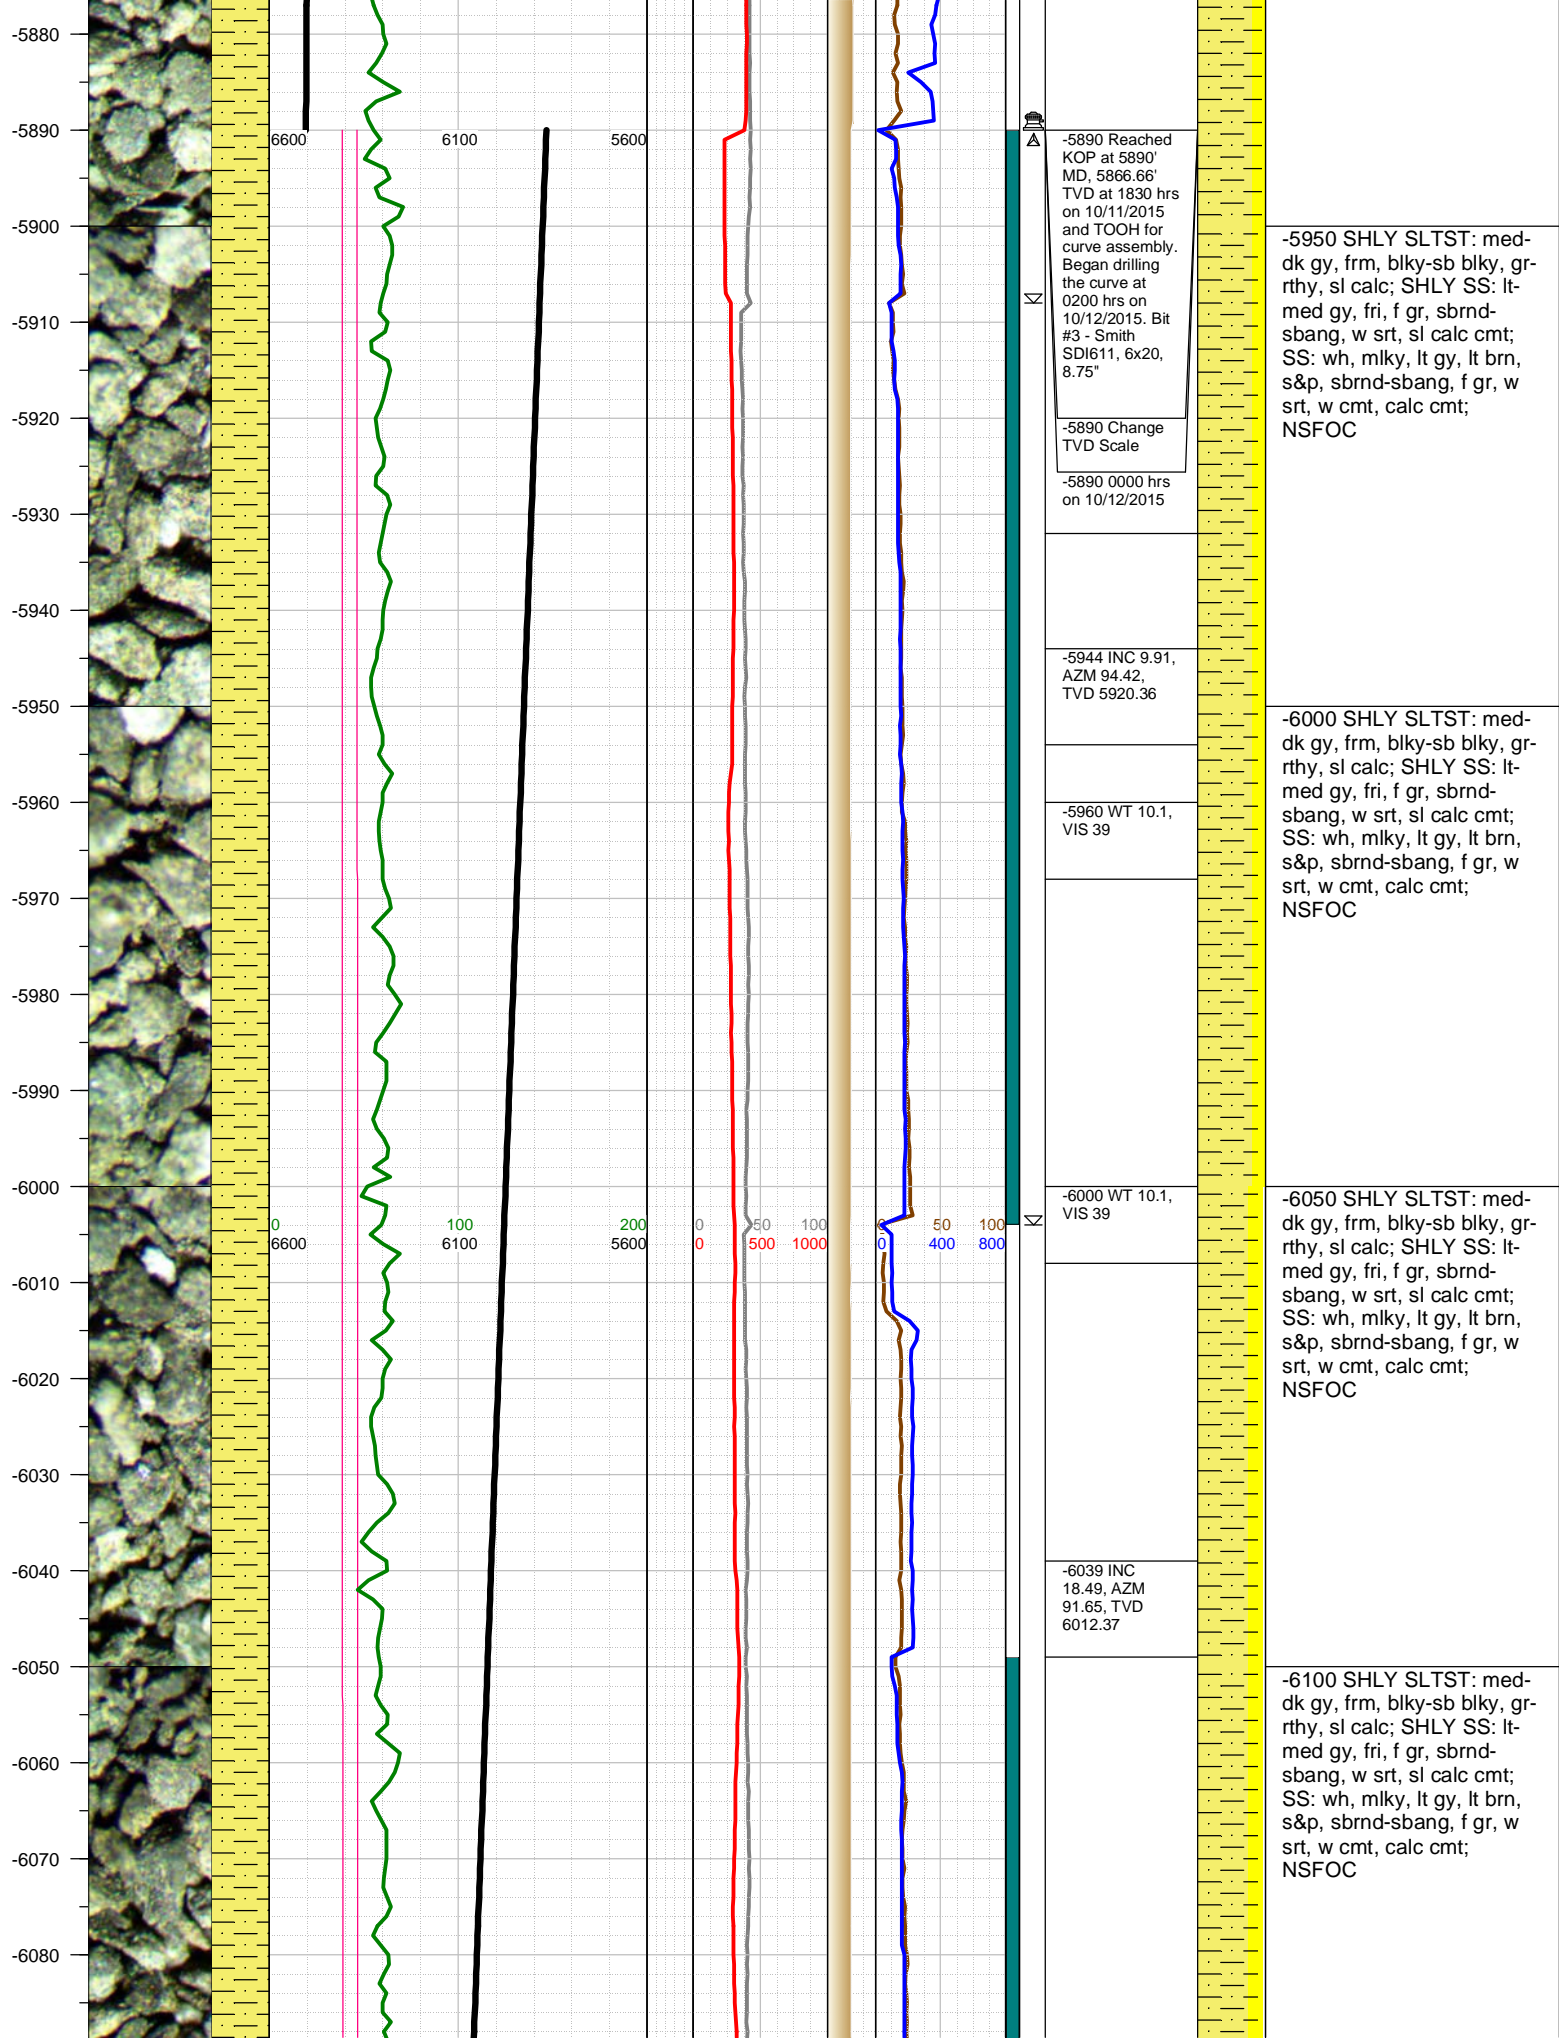 -5880
-5890
-5900
-5910
-5920
-5930
-5940
-5950
-5960
-5970
-5980
-5990
-6000
-6010
-6020
-6030
-6040
-6050
-6060
-6070
-6080
6600 6100 5600
0 100 200
6600 6100 5600
0 50 100
0 500 1000
0 50 100
0 400 800
-5890 Reached
KOP at 5890'
MD, 5866.66'
TVD at 1830 hrs
on 10/11/2015
and TOOH for
curve assembly.
Began drilling
the curve at
0200 hrs on
10/12/2015. Bit
#3 - Smith
SDI611, 6x20,
8.75"
-5890 Change
TVD Scale
-5890 0000 hrs
on 10/12/2015
-5944 INC 9.91,
AZM 94.42,
TVD 5920.36
-5960 WT 10.1,
VIS 39
-6000 WT 10.1,
VIS 39
-6039 INC
18.49, AZM
91.65, TVD
6012.37
-5950 SHLY SLTST: med-
dk gy, frm, blky-sb blky, gr-
rthy, sl calc; SHLY SS: lt-
med gy, fri, f gr, sbrnd-
sbang, w srt, sl calc cmt;
SS: wh, mlky, lt gy, lt brn,
s&p, sbrnd-sbang, f gr, w
srt, w cmt, calc cmt;
NSFOC
-6000 SHLY SLTST: med-
dk gy, frm, blky-sb blky, gr-
rthy, sl calc; SHLY SS: lt-
med gy, fri, f gr, sbrnd-
sbang, w srt, sl calc cmt;
SS: wh, mlky, lt gy, lt brn,
s&p, sbrnd-sbang, f gr, w
srt, w cmt, calc cmt;
NSFOC
-6050 SHLY SLTST: med-
dk gy, frm, blky-sb blky, gr-
rthy, sl calc; SHLY SS: lt-
med gy, fri, f gr, sbrnd-
sbang, w srt, sl calc cmt;
SS: wh, mlky, lt gy, lt brn,
s&p, sbrnd-sbang, f gr, w
srt, w cmt, calc cmt;
NSFOC
-6100 SHLY SLTST: med-
dk gy, frm, blky-sb blky, gr-
rthy, sl calc; SHLY SS: lt-
med gy, fri, f gr, sbrnd-
sbang, w srt, sl calc cmt;
SS: wh, mlky, lt gy, lt brn,
s&p, sbrnd-sbang, f gr, w
srt, w cmt, calc cmt;
NSFOC